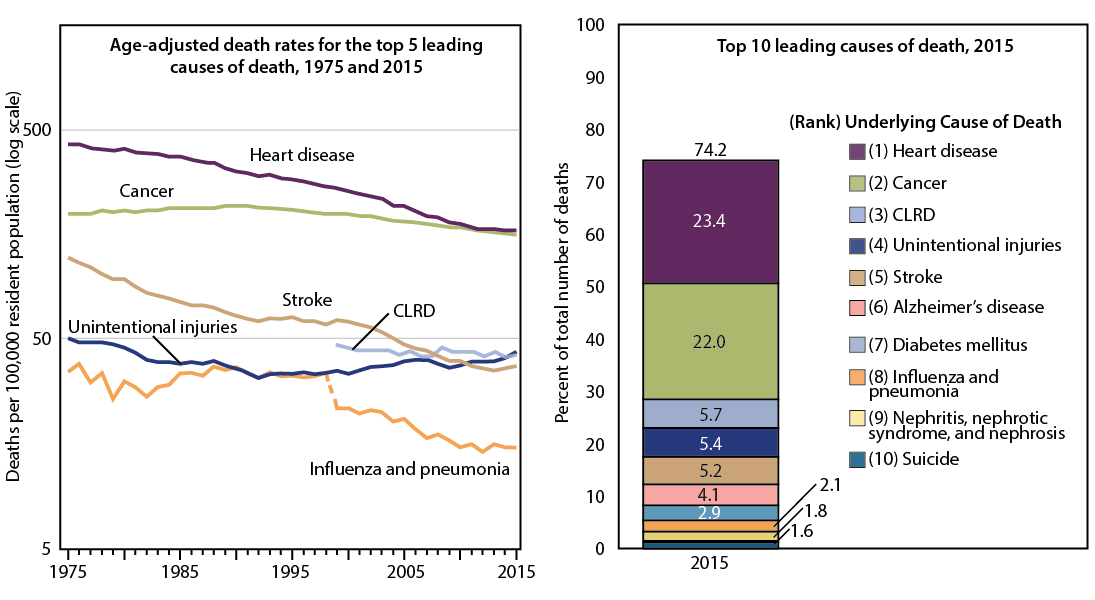 Age-adjusted death rates for the top 5 leading
causes of death, 1975 and 2015
Deaths per 100,000 resident population (log scale)
500
50
5
Heart disease
Cancer
Stroke
CLRD
Unintentional injuries
Influenza and pneumonia
1975
1985
1995
2005
2015
Top 10 leading causes of death, 2015
Percent of total number of deaths
100
90
80
70
60
50
40
30
20
10
0
74.2
23.4
22.0
5.7
5.4
5.2
4.1
2.9
2.1
1.8
1.6
2015
(Rank) Underlying Cause of Death
(1) Heart disease
(2) Cancer
(3) CLRD
(4) Unintentional injuries
(5) Stroke
(6) Alzheimer's disease
(7) Diabetes mellitus
(8) Influenza and
pneumonia
(9) Nephritis, nephrotic
syndrome, and nephrosis
(10) Suicide